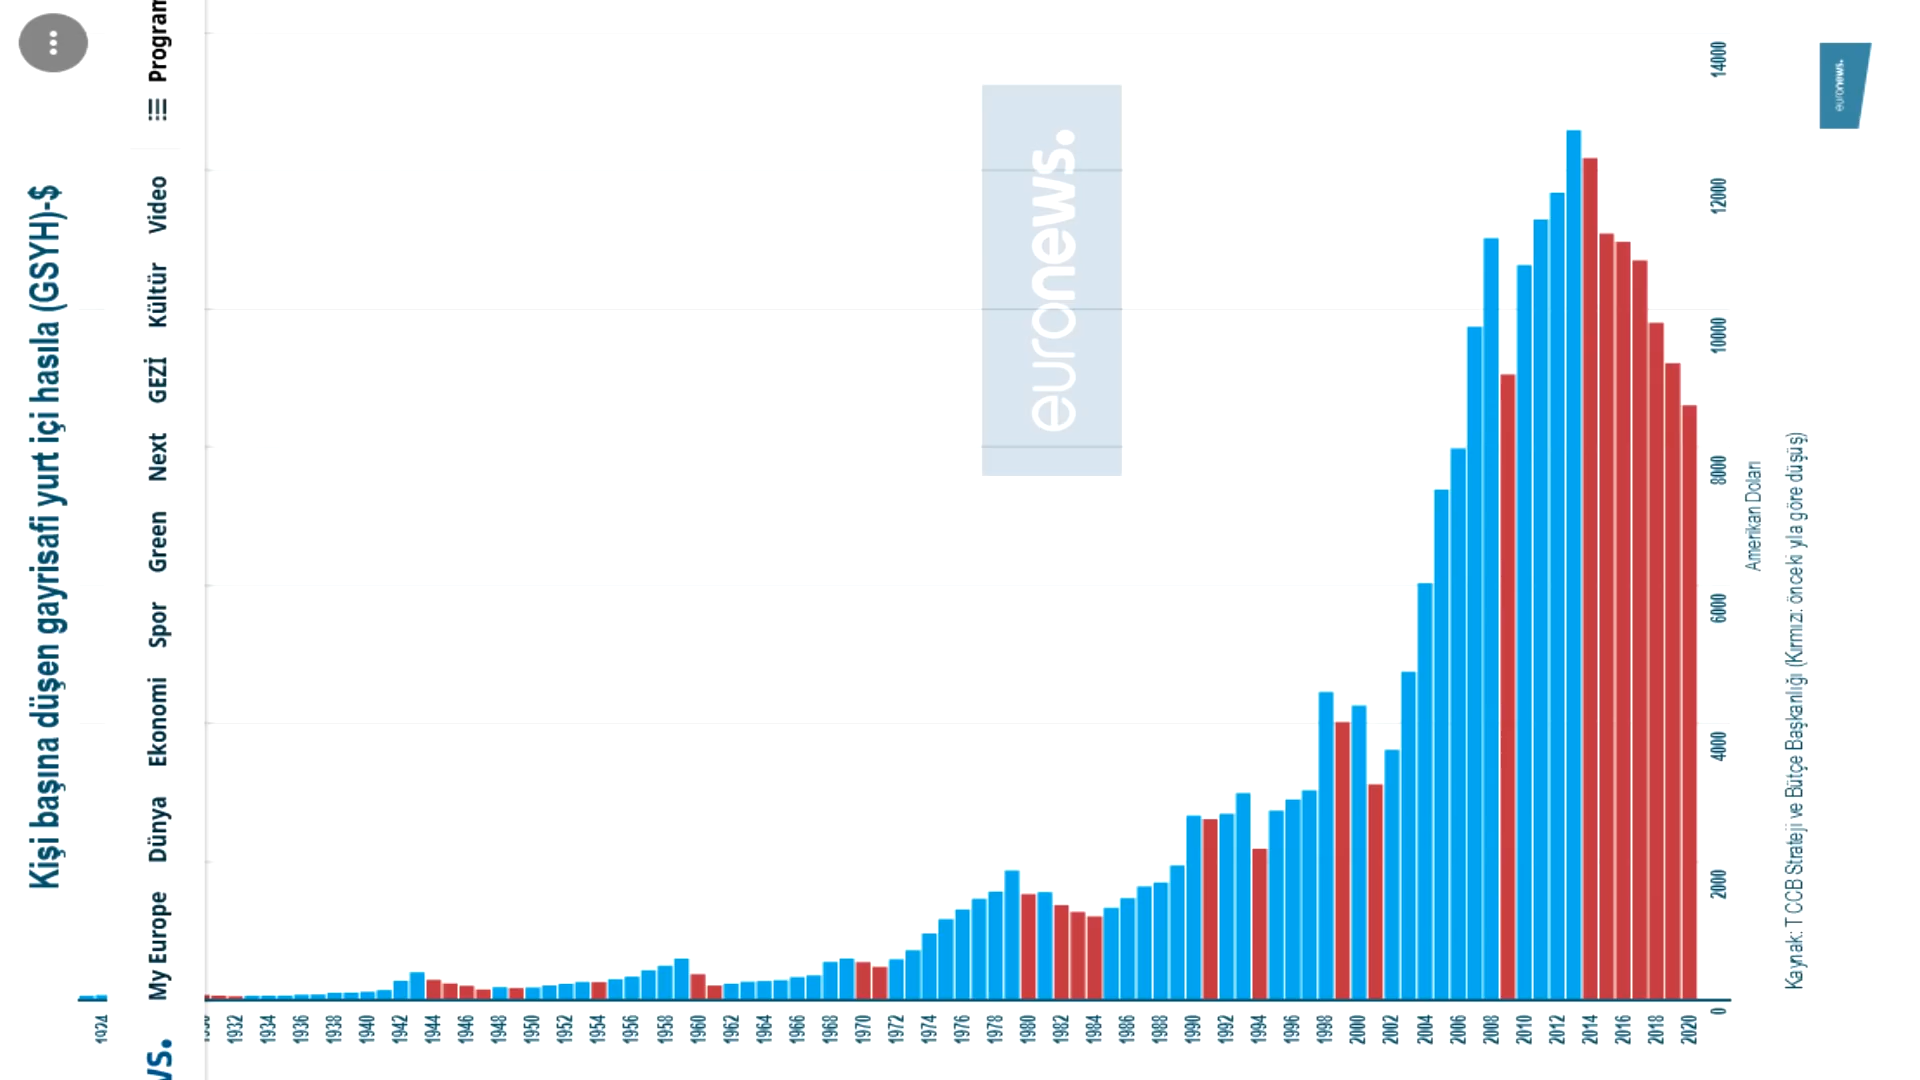 Kişi başına düşen gayrisafi yurt içi hasıla (GSYH)-$
My Europe Dünya Ekonomi Spor Green Next GEZİ Kültür Video Program
ws.
euronews.
1924
1932 1934 1936 1938 1940 1942 1944 1946 1948 1950 1952 1954 1956 1958 1960 1962 1964 1966 1968 1970 1972 1974 1976 1978 1980 1982 1984 1986 1988 1990 1992 1994 1996 1998 2000 2002 2004 2006 2008 2010 2012 2014 2016 2018 2020
0 2000 4000 6000 8000 10000 12000 14000
Amerikan Doları
Kaynak: T CCB Strateji ve Bütçe Başkanlığı (Kırmızı: önceki yıla göre düşüş)
euronews.